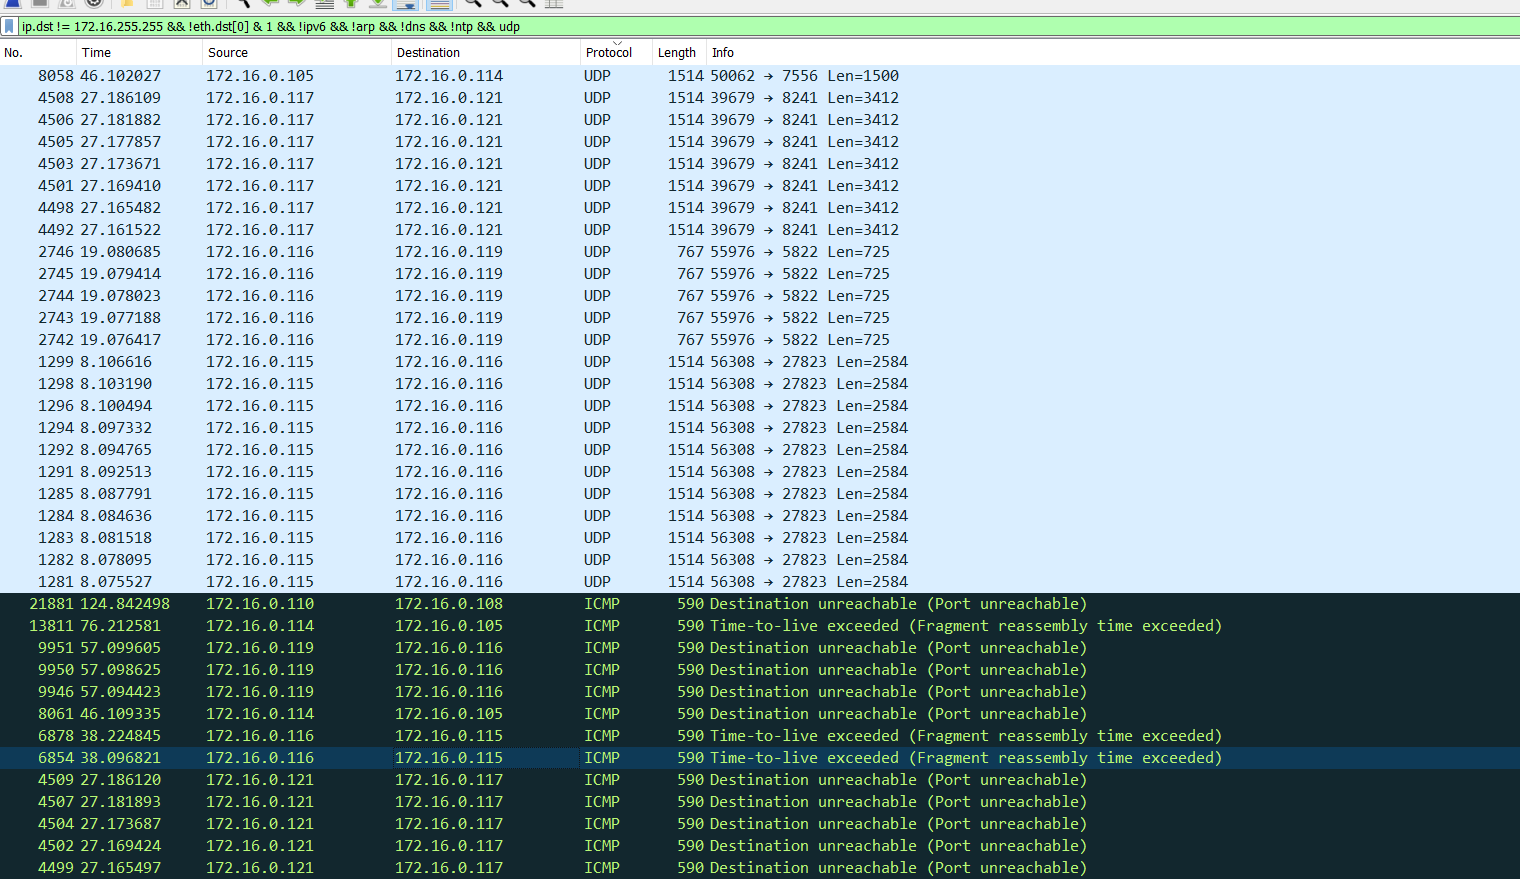 ip.dst != 172.16.255.255 && !eth.dst[0] & 1 && !ipv6 && !arp && !dns && !ntp && udp
No. Time Source Destination Protocol Length Info
8058 46.102027 172.16.0.105 172.16.0.114 UDP 1514 50062 → 7556 Len=1500
4508 27.186109 172.16.0.117 172.16.0.121 UDP 1514 39679 → 8241 Len=3412
4506 27.181882 172.16.0.117 172.16.0.121 UDP 1514 39679 → 8241 Len=3412
4505 27.177857 172.16.0.117 172.16.0.121 UDP 1514 39679 → 8241 Len=3412
4503 27.173671 172.16.0.117 172.16.0.121 UDP 1514 39679 → 8241 Len=3412
4501 27.169410 172.16.0.117 172.16.0.121 UDP 1514 39679 → 8241 Len=3412
4498 27.165482 172.16.0.117 172.16.0.121 UDP 1514 39679 → 8241 Len=3412
4492 27.161522 172.16.0.117 172.16.0.121 UDP 1514 39679 → 8241 Len=3412
2746 19.080685 172.16.0.116 172.16.0.119 UDP 767 55976 → 5822 Len=725
2745 19.079414 172.16.0.116 172.16.0.119 UDP 767 55976 → 5822 Len=725
2744 19.078023 172.16.0.116 172.16.0.119 UDP 767 55976 → 5822 Len=725
2743 19.077188 172.16.0.116 172.16.0.119 UDP 767 55976 → 5822 Len=725
2742 19.076417 172.16.0.116 172.16.0.119 UDP 767 55976 → 5822 Len=725
1299 8.106616 172.16.0.115 172.16.0.116 UDP 1514 56308 → 27823 Len=2584
1298 8.103190 172.16.0.115 172.16.0.116 UDP 1514 56308 → 27823 Len=2584
1296 8.100494 172.16.0.115 172.16.0.116 UDP 1514 56308 → 27823 Len=2584
1294 8.097332 172.16.0.115 172.16.0.116 UDP 1514 56308 → 27823 Len=2584
1292 8.094765 172.16.0.115 172.16.0.116 UDP 1514 56308 → 27823 Len=2584
1291 8.092513 172.16.0.115 172.16.0.116 UDP 1514 56308 → 27823 Len=2584
1285 8.087791 172.16.0.115 172.16.0.116 UDP 1514 56308 → 27823 Len=2584
1284 8.084636 172.16.0.115 172.16.0.116 UDP 1514 56308 → 27823 Len=2584
1283 8.081518 172.16.0.115 172.16.0.116 UDP 1514 56308 → 27823 Len=2584
1282 8.078095 172.16.0.115 172.16.0.116 UDP 1514 56308 → 27823 Len=2584
1281 8.075527 172.16.0.115 172.16.0.116 UDP 1514 56308 → 27823 Len=2584
21881 124.842498 172.16.0.110 172.16.0.108 ICMP 590 Destination unreachable (Port unreachable)
13811 76.212581 172.16.0.114 172.16.0.105 ICMP 590 Time-to-live exceeded (Fragment reassembly time exceeded)
9951 57.099605 172.16.0.119 172.16.0.116 ICMP 590 Destination unreachable (Port unreachable)
9950 57.098625 172.16.0.119 172.16.0.116 ICMP 590 Destination unreachable (Port unreachable)
9946 57.094423 172.16.0.119 172.16.0.116 ICMP 590 Destination unreachable (Port unreachable)
8061 46.109335 172.16.0.114 172.16.0.105 ICMP 590 Destination unreachable (Port unreachable)
6878 38.224845 172.16.0.116 172.16.0.115 ICMP 590 Time-to-live exceeded (Fragment reassembly time exceeded)
6854 38.096821 172.16.0.116 172.16.0.115 ICMP 590 Time-to-live exceeded (Fragment reassembly time exceeded)
4509 27.186120 172.16.0.121 172.16.0.117 ICMP 590 Destination unreachable (Port unreachable)
4507 27.181893 172.16.0.121 172.16.0.117 ICMP 590 Destination unreachable (Port unreachable)
4504 27.173687 172.16.0.121 172.16.0.117 ICMP 590 Destination unreachable (Port unreachable)
4502 27.169424 172.16.0.121 172.16.0.117 ICMP 590 Destination unreachable (Port unreachable)
4499 27.165497 172.16.0.121 172.16.0.117 ICMP 590 Destination unreachable (Port unreachable)